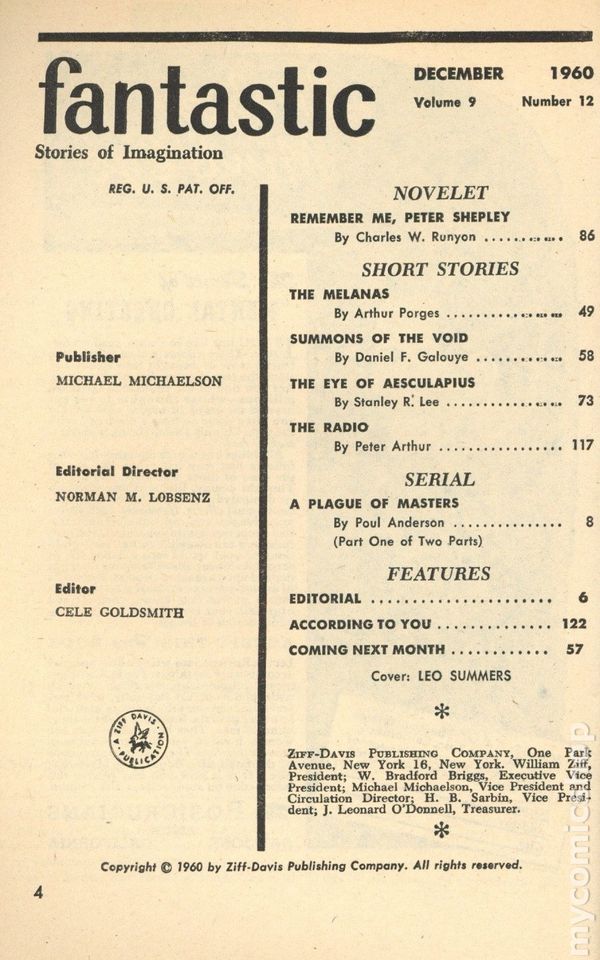 fantastic
Stories of Imagination
DECEMBER 1960
Volume 9 Number 12
REG. U. S. PAT. OFF.
Publisher
MICHAEL MICHAELSON
Editorial Director
NORMAN M. LOBSENZ
Editor
CELE GOLDSMITH
A ZIFF DAVIS PUBLICATION
NOVELET
REMEMBER ME, PETER SHEPLEY
By Charles W. Runyon .............. 86
SHORT STORIES
THE MELANAS
By Arthur Porges .................. 49
SUMMONS OF THE VOID
By Daniel F. Galouye .............. 58
THE EYE OF AESCULAPIUS
By Stanley R. Lee .................. 73
THE RADIO
By Peter Arthur ................. 117
SERIAL
A PLAGUE OF MASTERS
By Poul Anderson ............... 8
(Part One of Two Parts)
FEATURES
EDITORIAL ........................ 6
ACCORDING TO YOU .............. 122
COMING NEXT MONTH ............ 57
Cover: LEO SUMMERS
*
ZIFF-DAVIS PUBLISHING COMPANY, One Park
Avenue, New York 16, New York. William Ziff,
President; W. Bradford Briggs, Executive Vice
President; Michael Michaelson, Vice President and
Circulation Director; H. B. Sarbin, Vice Presi-
dent; J. Leonard O'Donnell, Treasurer.
*
Copyright © 1960 by Ziff-Davis Publishing Company. All rights reserved.
4